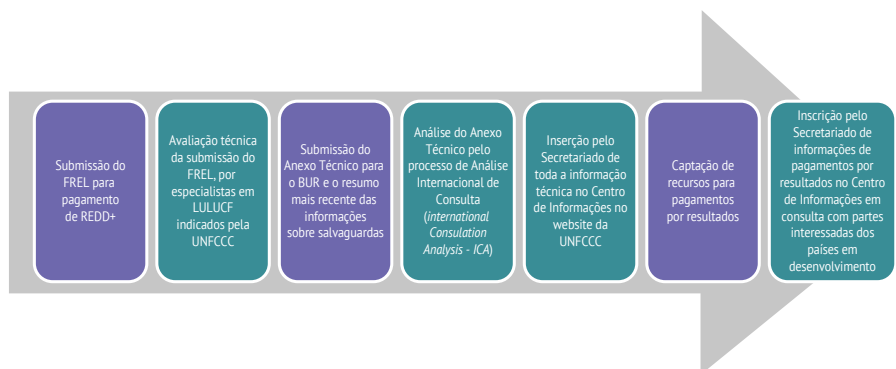 Submissão do
FREL para
pagamento
de REDD+
Avaliação técnica
da submissão do
FREL, por
especialistas em
LULUCF
indicados pela
UNFCCC
Submissão do
Anexo Técnico para
o BUR e o resumo
mais recente das
informações
sobre salvaguardas
Análise do Anexo
Técnico pelo
processo de Análise
Internacional de
Consulta
(international
Consulation
Analysis - ICA)
Inserção pelo
Secretariado de
toda a informação
técnica no Centro
de Informações no
website da
UNFCCC
Captação de
recursos para
pagamentos
por resultados
Inscrição pelo
Secretariado de
informações de
pagamentos por
resultados no Centro
de Informações em
consulta com partes
interessadas dos
países em
desenvolvimento